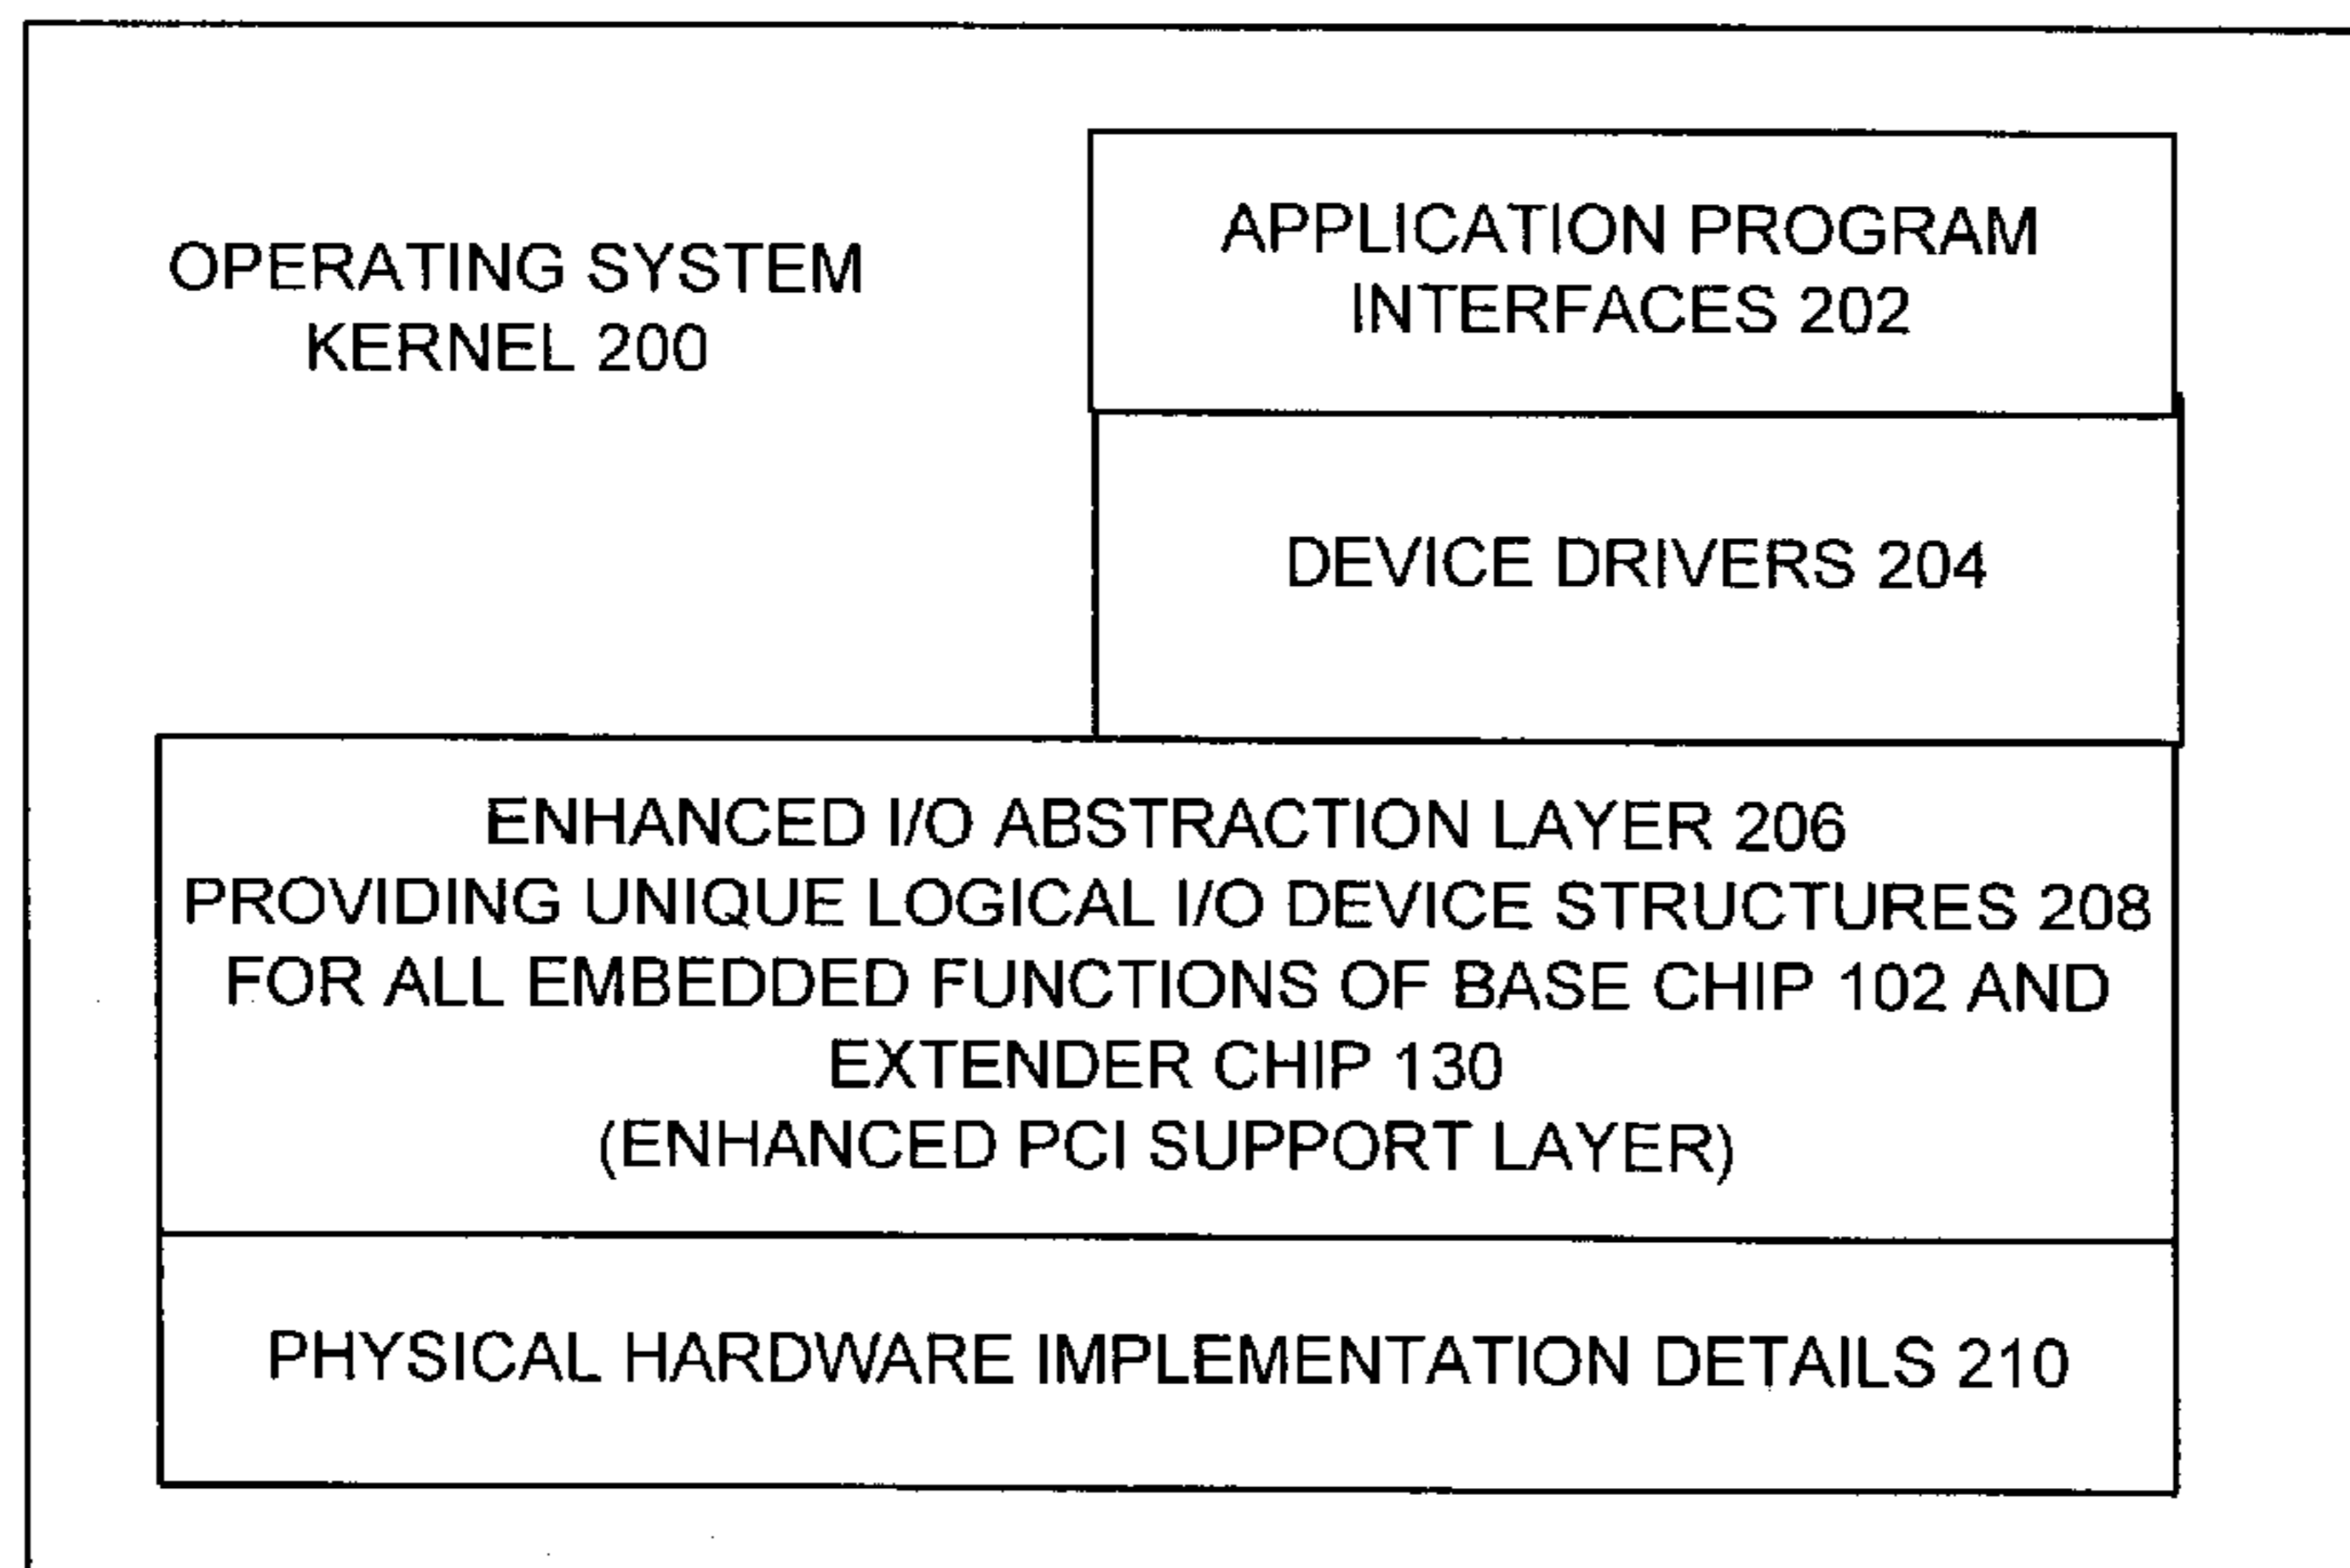 OPERATING SYSTEM
KERNEL 200
APPLICATION PROGRAM
INTERFACES 202
DEVICE DRIVERS 204
ENHANCED I/O ABSTRACTION LAYER 206
PROVIDING UNIQUE LOGICAL I/O DEVICE STRUCTURES 208
FOR ALL EMBEDDED FUNCTIONS OF BASE CHIP 102 AND
EXTENDER CHIP 130
(ENHANCED PCI SUPPORT LAYER)
PHYSICAL HARDWARE IMPLEMENTATION DETAILS 210